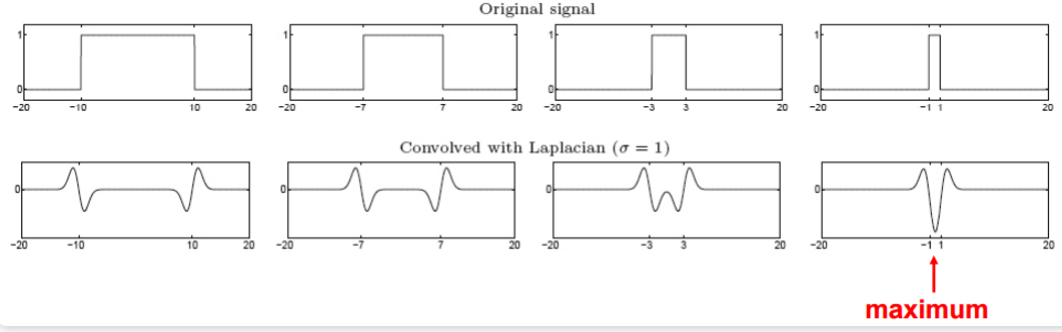 Original signal
1 1 1 1
0 0 0 0
−20 −10 10 20 −20 −7 7 20 −20 −3 3 20 −20 −1 1 20
Convolved with Laplacian (σ = 1)
0 0 0 0
−20 −10 10 20 −20 −7 7 20 −20 −3 3 20 −20 −1 1 20
maximum